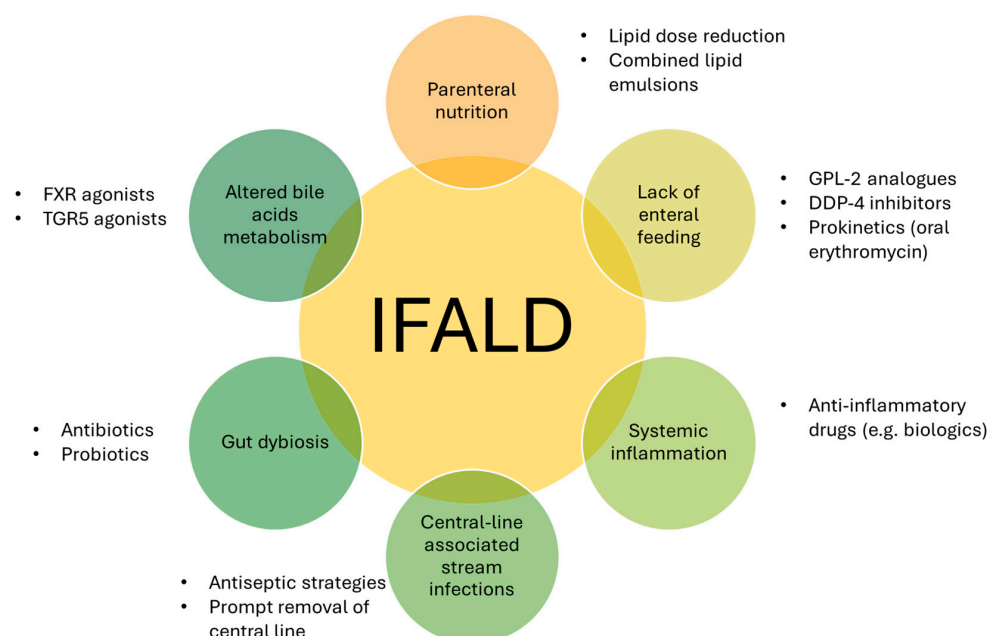 • Lipid dose reduction
• Combined lipid
emulsions
Parenteral
nutrition
• FXR agonists
• TGR5 agonists
Altered bile
acids
metabolism
Lack of
enteral
feeding
• GPL-2 analogues
• DDP-4 inhibitors
• Prokinetics (oral
erythromycin)
IFALD
• Antibiotics
• Probiotics
Gut dybiosis
Systemic
inflammation
• Anti-inflammatory
drugs (e.g. biologics)
Central-line
associated
stream
infections
• Antiseptic strategies
• Prompt removal of
central line